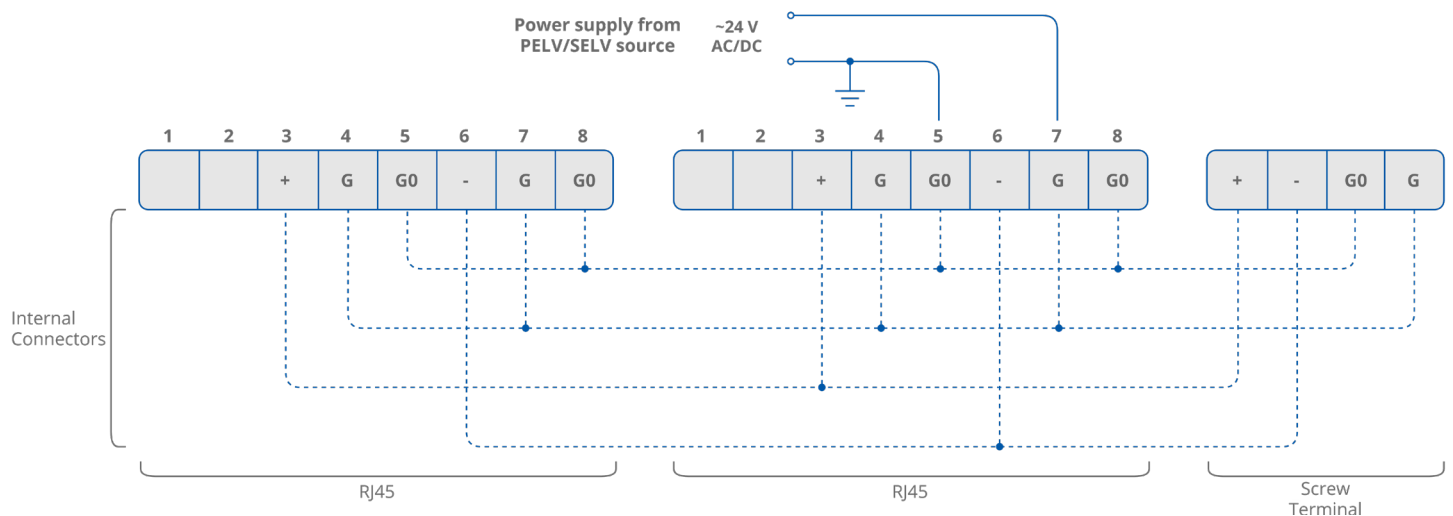 Power supply from ~24 V
PELV/SELV source AC/DC
1 2 3 4 5 6 7 8
1 2 3 4 5 6 7 8
+ G G0 - G G0
+ G G0 - G G0
+ - G0 G
Internal
Connectors
RJ45
RJ45
Screw
Terminal